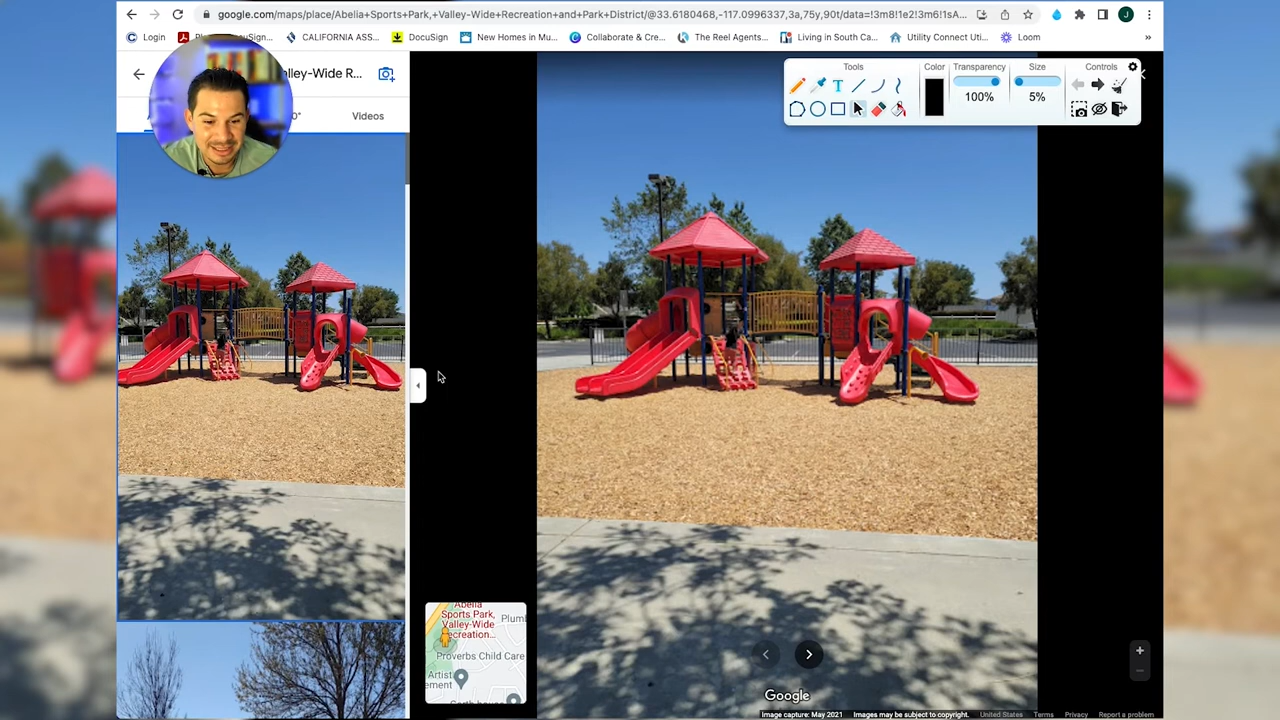 google.com/maps/place/Abelia+Sports+Park,+Valley-Wide+Recreation+and+Park+District/@33.6180468,-117.0996337,3a,75y,90t/data=!3m8!1e2!3m6!1sA...
Login
DocuSign...
CALIFORNIA ASS...
DocuSign
New Homes in Mu...
Collaborate & Cre...
The Reel Agents...
Living in South Ca...
Utility Connect Uti...
Loom
»
J
lley-Wide R...
Videos
Tools
Color
Transparency
Size
Controls
T
100%
5%
Abelia
Sports Park,
Valley-Wide
Recreation...
Plumb
Proverbs Child Care
Artist
ement
Google
Image capture: May 2021 Images may be subject to copyright. United States Terms Privacy Report a problem